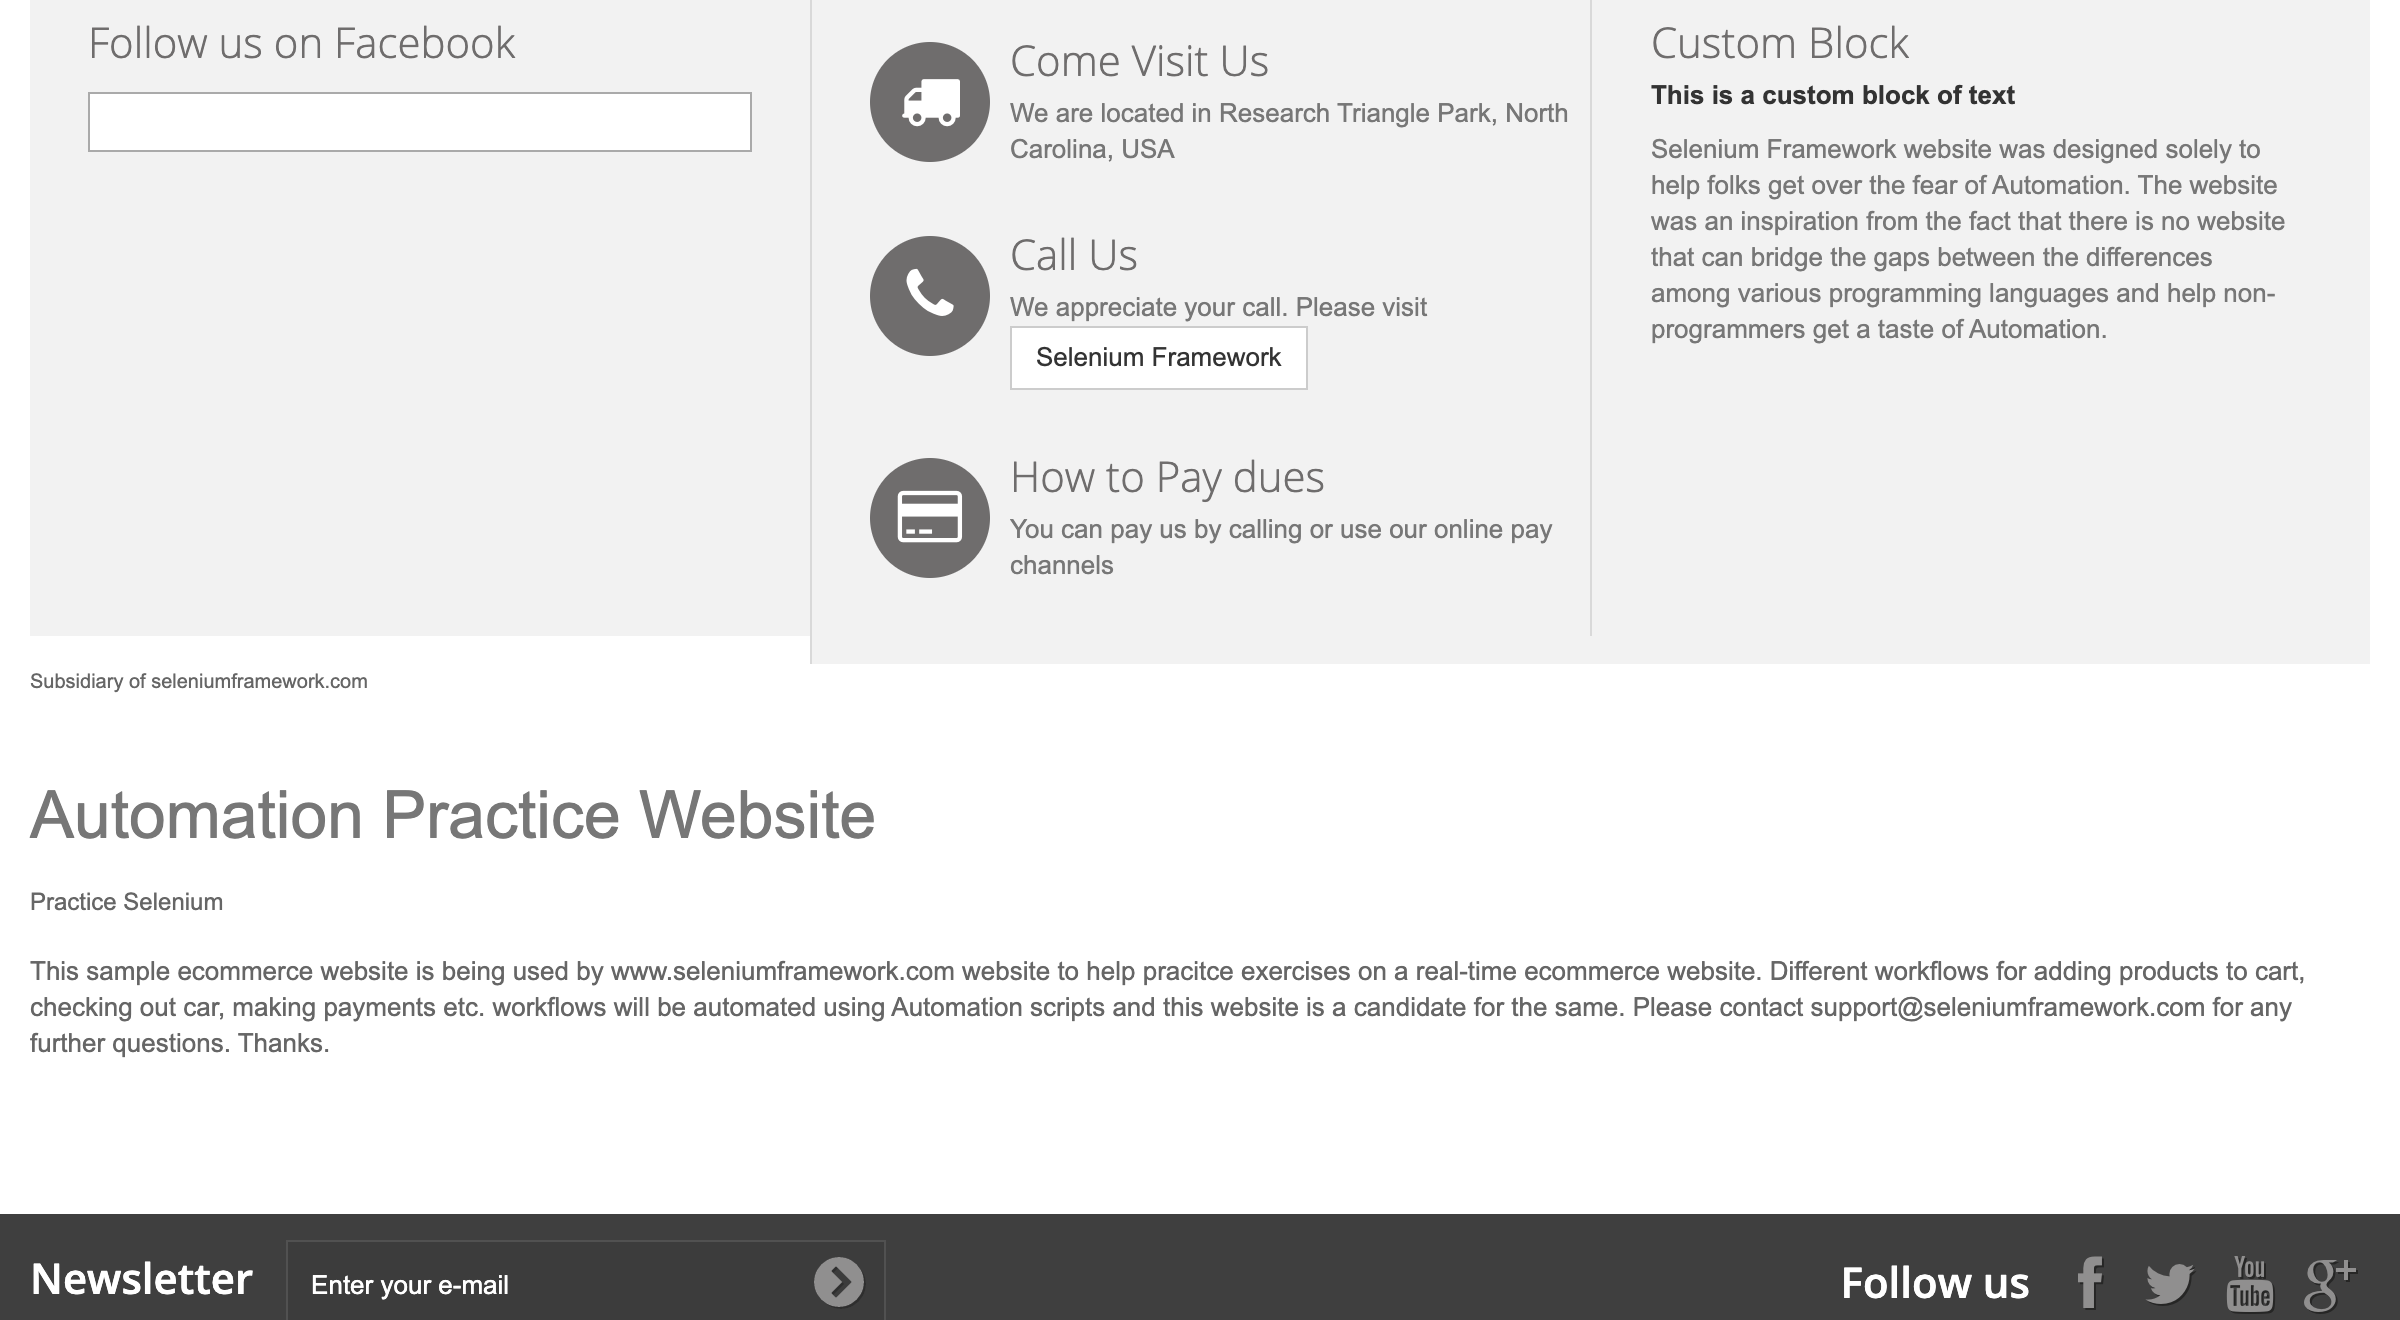 Follow us on Facebook
Come Visit Us
We are located in Research Triangle Park, North
Carolina, USA
Call Us
We appreciate your call. Please visit
Selenium Framework
How to Pay dues
You can pay us by calling or use our online pay
channels
Custom Block
This is a custom block of text
Selenium Framework website was designed solely to
help folks get over the fear of Automation. The website
was an inspiration from the fact that there is no website
that can bridge the gaps between the differences
among various programming languages and help non-
programmers get a taste of Automation.
Subsidiary of seleniumframework.com
Automation Practice Website
Practice Selenium
This sample ecommerce website is being used by www.seleniumframework.com website to help pracitce exercises on a real-time ecommerce website. Different workflows for adding products to cart,
checking out car, making payments etc. workflows will be automated using Automation scripts and this website is a candidate for the same. Please contact support@seleniumframework.com for any
further questions. Thanks.
Newsletter
Enter your e-mail
Follow us
You
Tube
g+